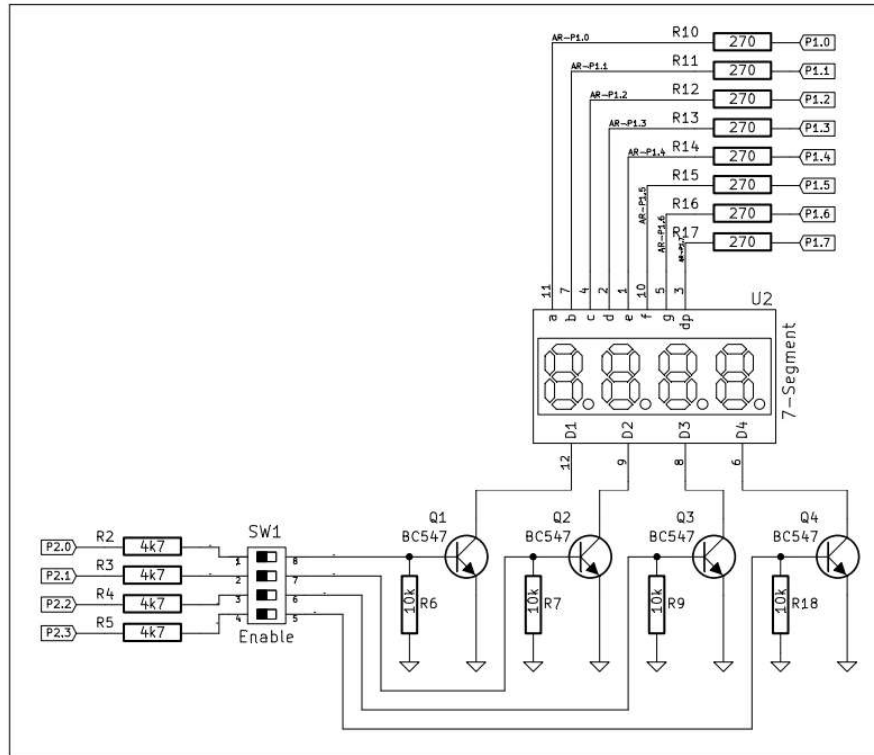 AR-P1.0 R10 270 P1.0
AR-P1.1 R11 270 P1.1
AR-P1.2 R12 270 P1.2
AR-P1.3 R13 270 P1.3
AR-P1.4 R14 270 P1.4
AR-P1.5 R15 270 P1.5
AR-P1.6 R16 270 P1.6
AR-P1.7 R17 270 P1.7
11 7 4 2 1 10 5 3
a b c d e f g dp
U2
7-Segment
D1 D2 D3 D4
12 9 8 6
Q1 Q2 Q3 Q4
BC547 BC547 BC547 BC547
SW1
P2.0 R2 4k7 1 8
P2.1 R3 4k7 2 7
P2.2 R4 4k7 3 6
P2.3 R5 4k7 4 5
Enable
10k R6 10k R7 10k R9 10k R18